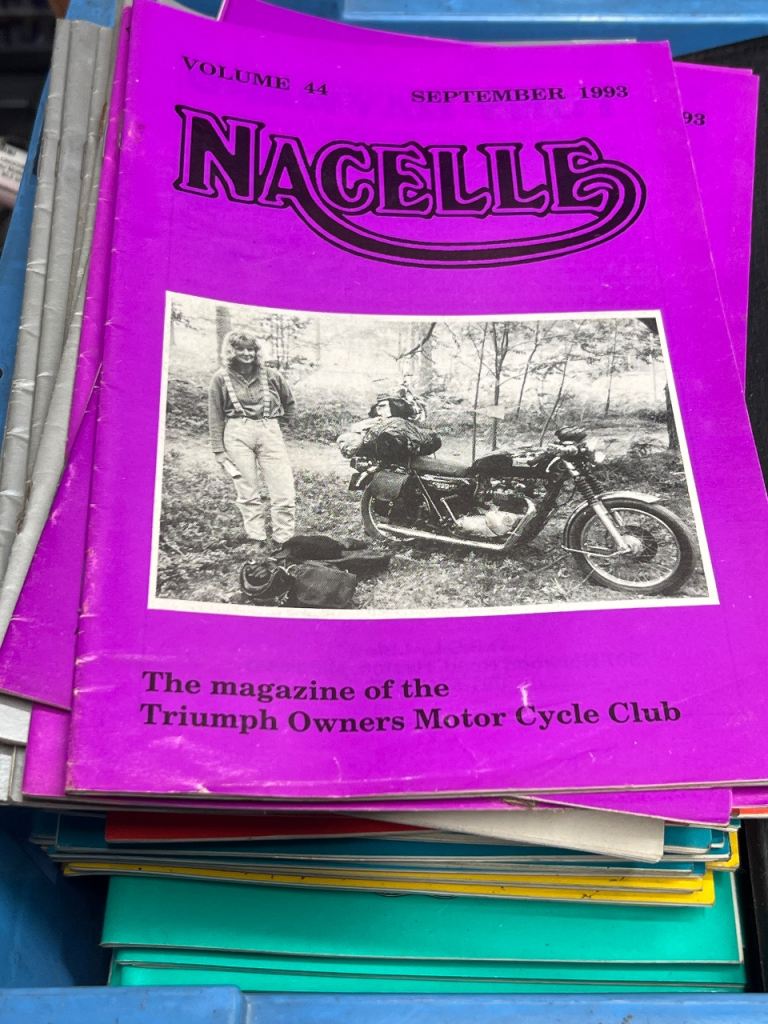 VOLUME 44 SEPTEMBER 1993
93
NACELLE
The magazine of the
Triumph Owners Motor Cycle Club